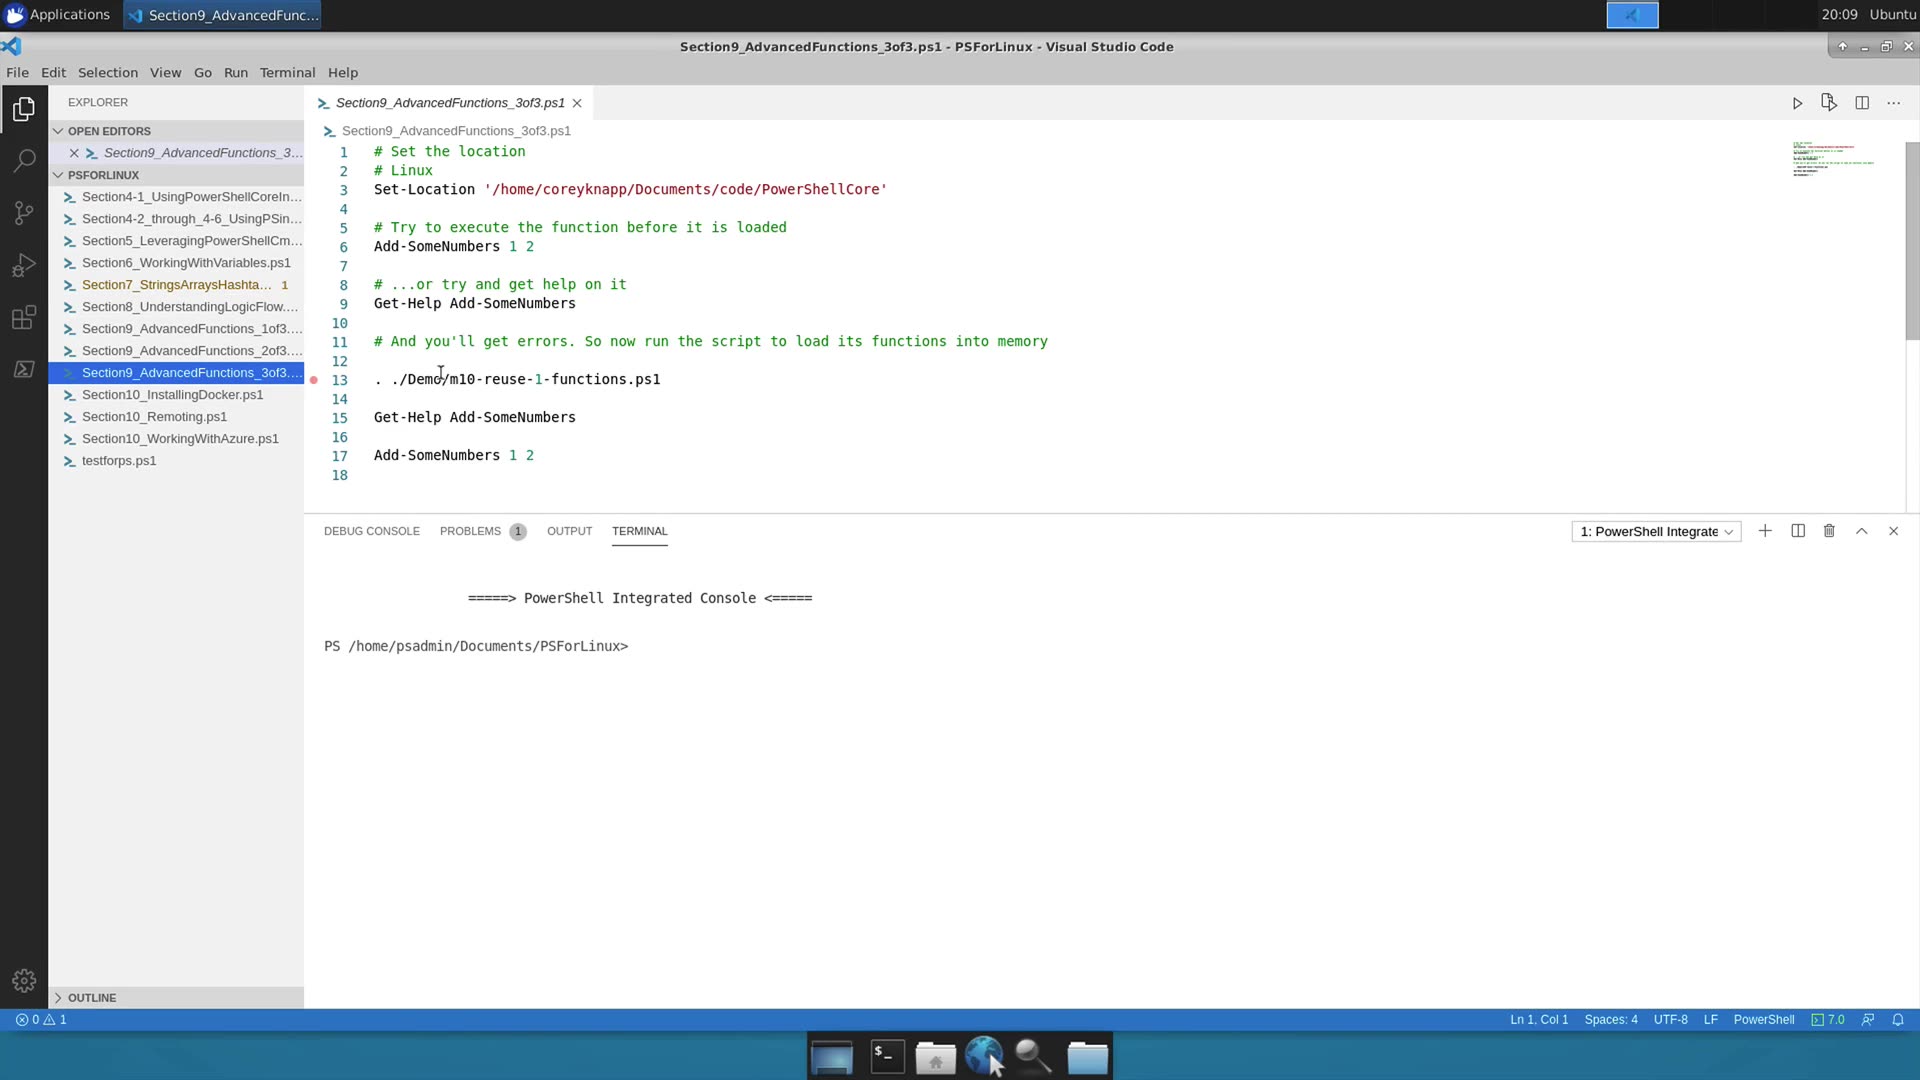 Applications
Section9_AdvancedFunc...
20:09 Ubuntu
Section9_AdvancedFunctions_3of3.ps1 - PSForLinux - Visual Studio Code
File Edit Selection View Go Run Terminal Help
EXPLORER
OPEN EDITORS
Section9_AdvancedFunctions_3...
PSFORLINUX
Section4-1_UsingPowerShellCoreIn...
Section4-2_through_4-6_UsingPSin...
Section5_LeveragingPowerShellCm...
Section6_WorkingWithVariables.ps1
Section7_StringsArraysHashta... 1
Section8_UnderstandingLogicFlow....
Section9_AdvancedFunctions_1of3....
Section9_AdvancedFunctions_2of3....
Section9_AdvancedFunctions_3of3....
Section10_InstallingDocker.ps1
Section10_Remoting.ps1
Section10_WorkingWithAzure.ps1
testforps.ps1
OUTLINE
Section9_AdvancedFunctions_3of3.ps1
Section9_AdvancedFunctions_3of3.ps1
1 # Set the location
2 # Linux
3 Set-Location '/home/coreyknapp/Documents/code/PowerShellCore'
4
5 # Try to execute the function before it is loaded
6 Add-SomeNumbers 1 2
7
8 # ...or try and get help on it
9 Get-Help Add-SomeNumbers
10
11 # And you'll get errors. So now run the script to load its functions into memory
12
13 . ./Demo/m10-reuse-1-functions.ps1
14
15 Get-Help Add-SomeNumbers
16
17 Add-SomeNumbers 1 2
18
DEBUG CONSOLE PROBLEMS 1 OUTPUT TERMINAL
1: PowerShell Integrate
=====> PowerShell Integrated Console <=====
PS /home/psadmin/Documents/PSForLinux>
0 1
Ln 1, Col 1 Spaces: 4 UTF-8 LF PowerShell 7.0
$_